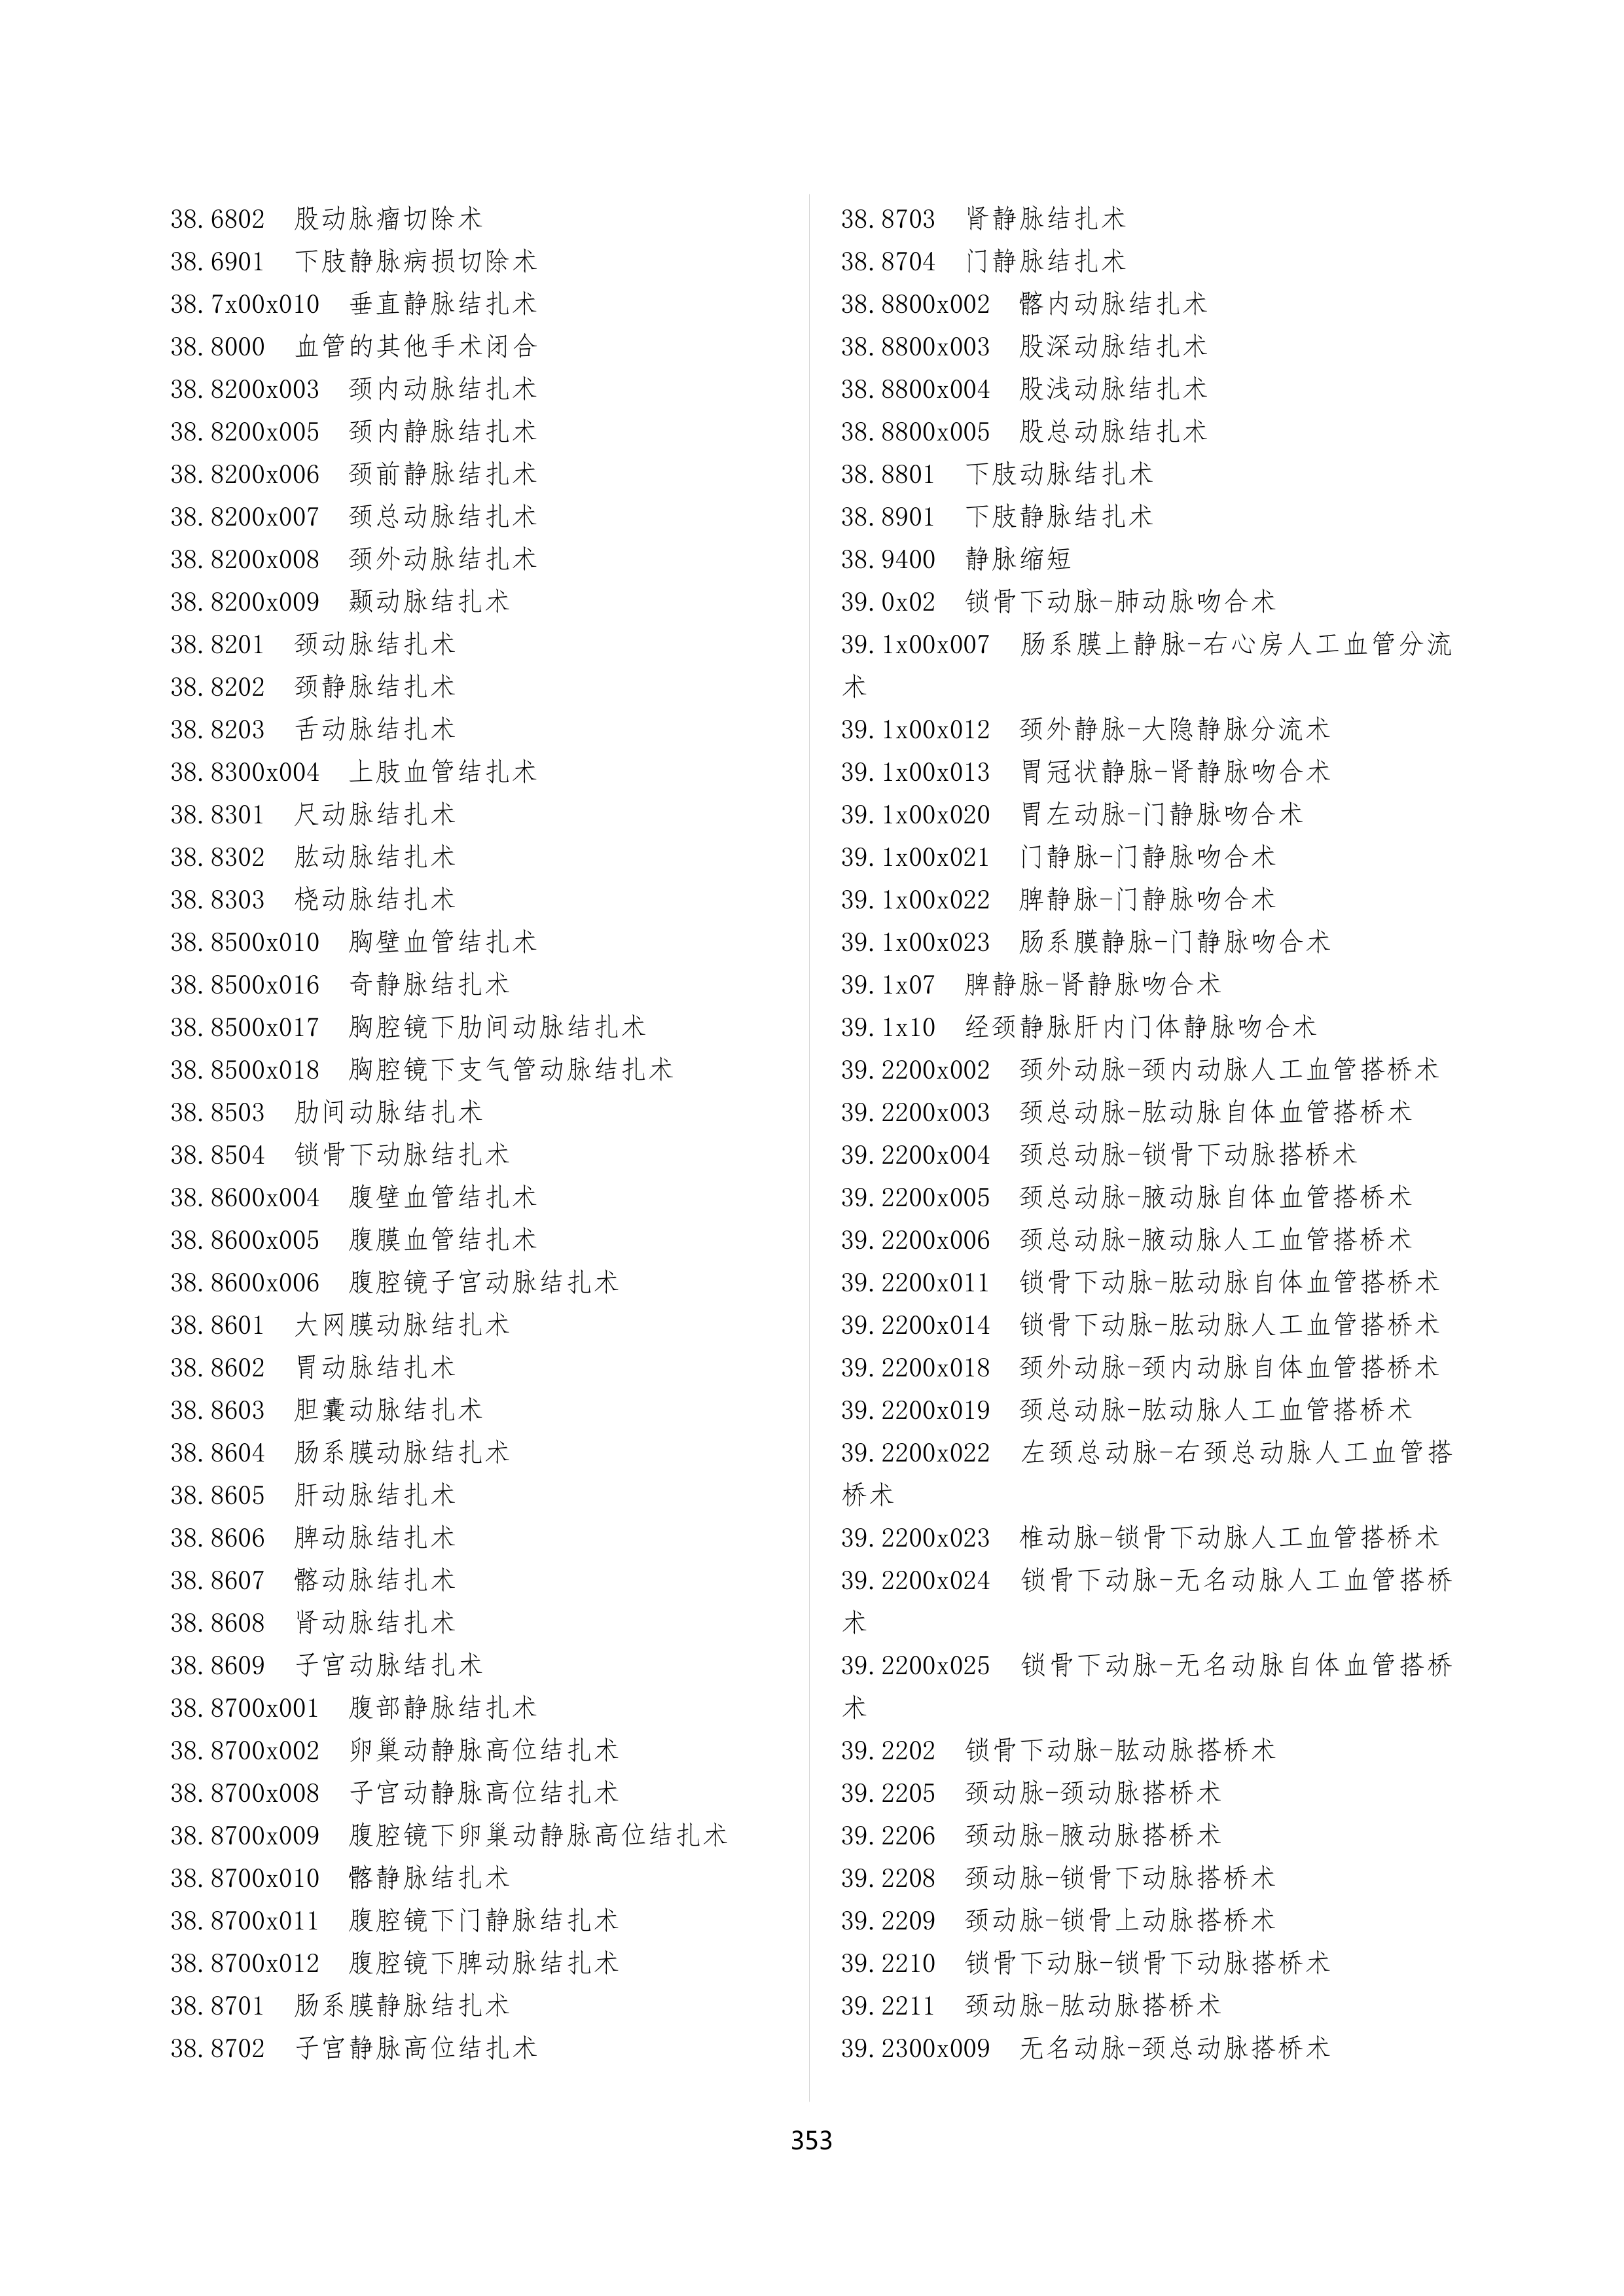 38.6802 股动脉瘤切除术
38.6901 下肢静脉病损切除术
38.7x00x010 垂直静脉结扎术
38.8000 血管的其他手术闭合
38.8200x003 颈内动脉结扎术
38.8200x005 颈内静脉结扎术
38.8200x006 颈前静脉结扎术
38.8200x007 颈总动脉结扎术
38.8200x008 颈外动脉结扎术
38.8200x009 颞动脉结扎术
38.8201 颈动脉结扎术
38.8202 颈静脉结扎术
38.8203 舌动脉结扎术
38.8300x004 上肢血管结扎术
38.8301 尺动脉结扎术
38.8302 肱动脉结扎术
38.8303 桡动脉结扎术
38.8500x010 胸壁血管结扎术
38.8500x016 奇静脉结扎术
38.8500x017 胸腔镜下肋间动脉结扎术
38.8500x018 胸腔镜下支气管动脉结扎术
38.8503 肋间动脉结扎术
38.8504 锁骨下动脉结扎术
38.8600x004 腹壁血管结扎术
38.8600x005 腹膜血管结扎术
38.8600x006 腹腔镜子宫动脉结扎术
38.8601 大网膜动脉结扎术
38.8602 胃动脉结扎术
38.8603 胆囊动脉结扎术
38.8604 肠系膜动脉结扎术
38.8605 肝动脉结扎术
38.8606 脾动脉结扎术
38.8607 髂动脉结扎术
38.8608 肾动脉结扎术
38.8609 子宫动脉结扎术
38.8700x001 腹部静脉结扎术
38.8700x002 卵巢动静脉高位结扎术
38.8700x008 子宫动静脉高位结扎术
38.8700x009 腹腔镜下卵巢动静脉高位结扎术
38.8700x010 髂静脉结扎术
38.8700x011 腹腔镜下门静脉结扎术
38.8700x012 腹腔镜下脾动脉结扎术
38.8701 肠系膜静脉结扎术
38.8702 子宫静脉高位结扎术
38.8703 肾静脉结扎术
38.8704 门静脉结扎术
38.8800x002 髂内动脉结扎术
38.8800x003 股深动脉结扎术
38.8800x004 股浅动脉结扎术
38.8800x005 股总动脉结扎术
38.8801 下肢动脉结扎术
38.8901 下肢静脉结扎术
38.9400 静脉缩短
39.0x02 锁骨下动脉-肺动脉吻合术
39.1x00x007 肠系膜上静脉-右心房人工血管分流
术
39.1x00x012 颈外静脉-大隐静脉分流术
39.1x00x013 胃冠状静脉-肾静脉吻合术
39.1x00x020 胃左动脉-门静脉吻合术
39.1x00x021 门静脉-门静脉吻合术
39.1x00x022 脾静脉-门静脉吻合术
39.1x00x023 肠系膜静脉-门静脉吻合术
39.1x07 脾静脉-肾静脉吻合术
39.1x10 经颈静脉肝内门体静脉吻合术
39.2200x002 颈外动脉-颈内动脉人工血管搭桥术
39.2200x003 颈总动脉-肱动脉自体血管搭桥术
39.2200x004 颈总动脉-锁骨下动脉搭桥术
39.2200x005 颈总动脉-腋动脉自体血管搭桥术
39.2200x006 颈总动脉-腋动脉人工血管搭桥术
39.2200x011 锁骨下动脉-肱动脉自体血管搭桥术
39.2200x014 锁骨下动脉-肱动脉人工血管搭桥术
39.2200x018 颈外动脉-颈内动脉自体血管搭桥术
39.2200x019 颈总动脉-肱动脉人工血管搭桥术
39.2200x022 左颈总动脉-右颈总动脉人工血管搭
桥术
39.2200x023 椎动脉-锁骨下动脉人工血管搭桥术
39.2200x024 锁骨下动脉-无名动脉人工血管搭桥
术
39.2200x025 锁骨下动脉-无名动脉自体血管搭桥
术
39.2202 锁骨下动脉-肱动脉搭桥术
39.2205 颈动脉-颈动脉搭桥术
39.2206 颈动脉-腋动脉搭桥术
39.2208 颈动脉-锁骨下动脉搭桥术
39.2209 颈动脉-锁骨上动脉搭桥术
39.2210 锁骨下动脉-锁骨下动脉搭桥术
39.2211 颈动脉-肱动脉搭桥术
39.2300x009 无名动脉-颈总动脉搭桥术
353